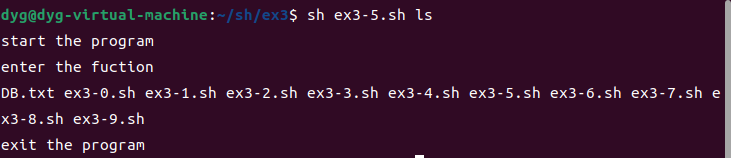 dyg@dyg-virtual-machine:~/sh/ex3$ sh ex3-5.sh ls
start the program
enter the fuction
DB.txt ex3-0.sh ex3-1.sh ex3-2.sh ex3-3.sh ex3-4.sh ex3-5.sh ex3-6.sh ex3-7.sh e
x3-8.sh ex3-9.sh
exit the program